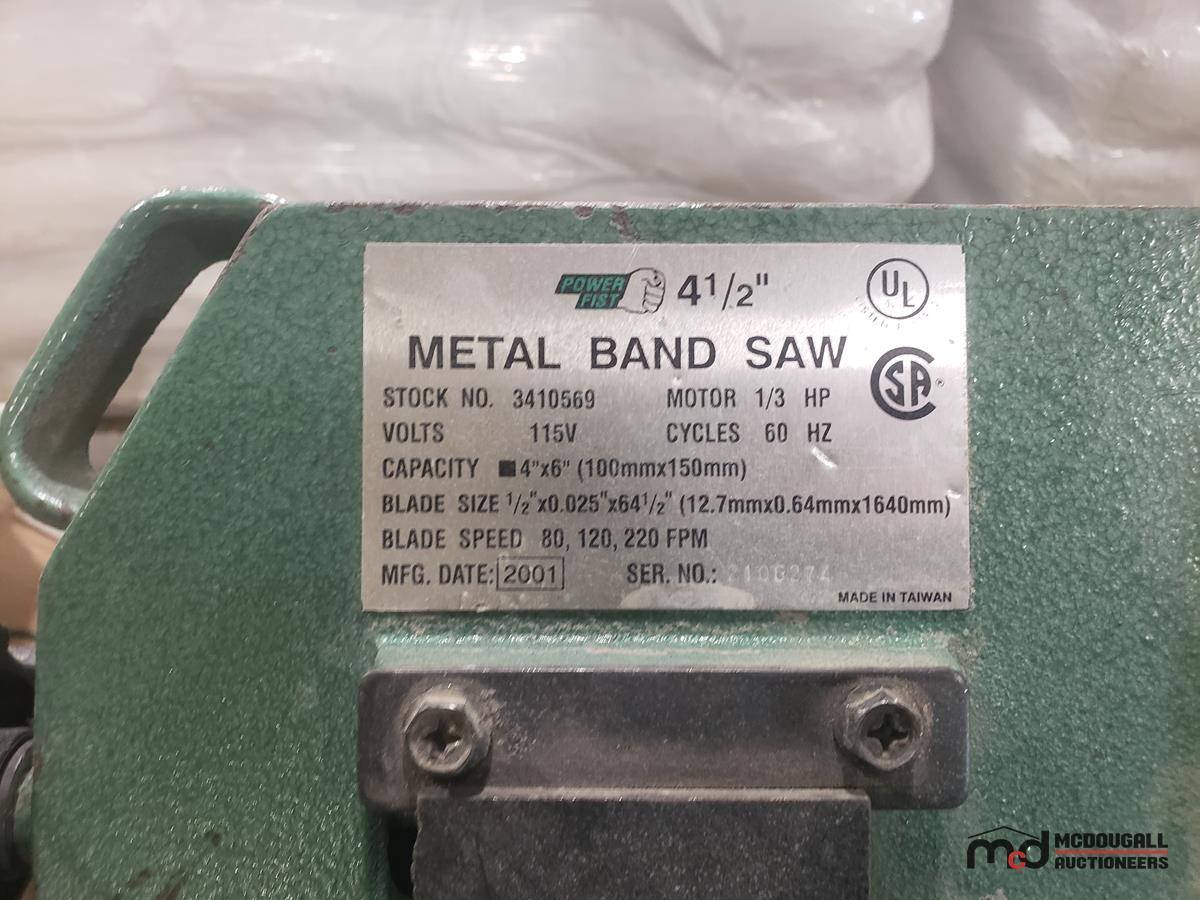 POWER FIST 4 1/2"
UL
METAL BAND SAW
STOCK NO. 3410569 MOTOR 1/3 HP
CSA ®
VOLTS 115V CYCLES 60 HZ
CAPACITY ■ 4"x6" (100mmx150mm)
BLADE SIZE 1/2"x0.025"x64 1/2" (12.7mmx0.64mmx1640mm)
BLADE SPEED 80, 120, 220 FPM
MFG. DATE: 2001 SER. NO.:
MADE IN TAIWAN
mcd MCDOUGALL
AUCTIONEERS